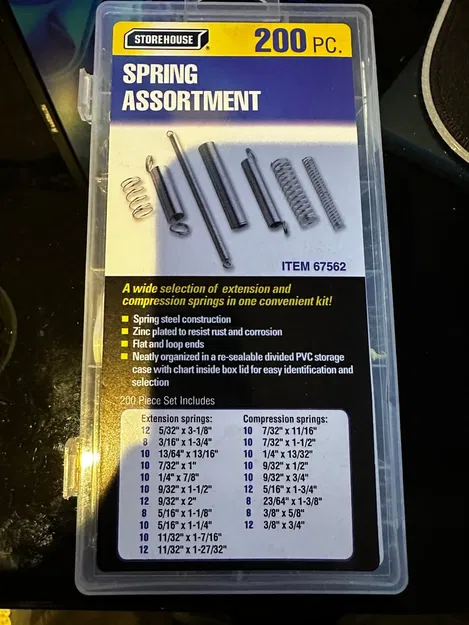 STOREHOUSE
200 PC.
SPRING
ASSORTMENT
ITEM 67562
A wide selection of extension and
compression springs in one convenient kit!
Spring steel construction
Zinc plated to resist rust and corrosion
Flat and loop ends
Neatly organized in a re-sealable divided PVC storage
case with chart inside box lid for easy identification and
selection
200 Piece Set Includes
Extension springs:
12 5/32" x 3-1/8"
8 3/16" x 1-3/4"
10 13/64" x 13/16"
10 7/32" x 1"
10 1/4" x 7/8"
10 9/32" x 1-1/2"
12 9/32" x 2"
8 5/16" x 1-1/8"
10 5/16" x 1-1/4"
10 11/32" x 1-7/16"
12 11/32" x 1-27/32"
Compression springs:
10 7/32" x 11/16"
10 7/32" x 1-1/2"
10 1/4" x 13/32"
10 9/32" x 1/2"
10 9/32" x 3/4"
12 5/16" x 1-3/4"
8 23/64" x 1-3/8"
8 3/8" x 5/8"
12 3/8" x 3/4"